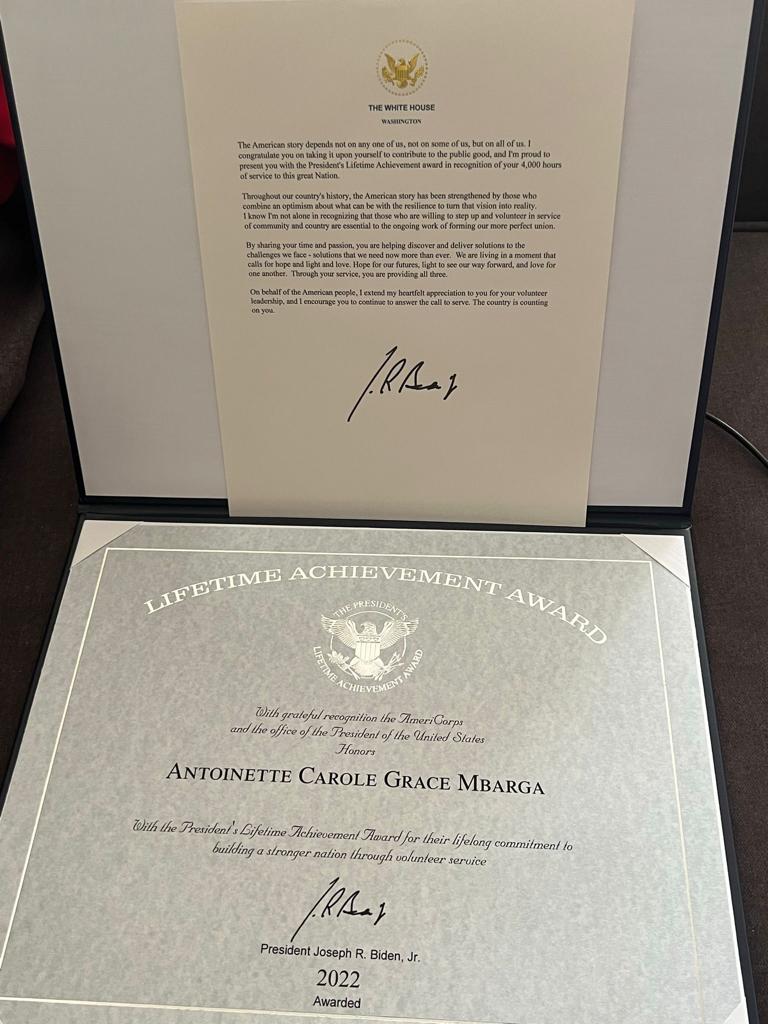 THE WHITE HOUSE
WASHINGTON
The American story depends not on any one of us, not on some of us, but on all of us. I
congratulate you on taking it upon yourself to contribute to the public good, and I'm proud to
present you with the President's Lifetime Achievement award in recognition of your 4,000 hours
of service to this great Nation.
Throughout our country's history, the American story has been strengthened by those who
combine an optimism about what can be with the resilience to turn that vision into reality.
I know I'm not alone in recognizing that those who are willing to step up and volunteer in service
of community and country are essential to the ongoing work of forming our more perfect union.
By sharing your time and passion, you are helping discover and deliver solutions to the
challenges we face - solutions that we need now more than ever. We are living in a moment that
calls for hope and light and love. Hope for our futures, light to see our way forward, and love for
one another. Through your service, you are providing all three.
On behalf of the American people, I extend my heartfelt appreciation to you for your volunteer
leadership, and I encourage you to continue to answer the call to serve. The country is counting
on you.
LIFETIME ACHIEVEMENT AWARD
THE PRESIDENT'S
LIFETIME ACHIEVEMENT AWARD
With grateful recognition the AmeriCorps
and the office of the President of the United States
Honors
ANTOINETTE CAROLE GRACE MBARGA
With the President's Lifetime Achievement Award for their lifelong commitment to
building a stronger nation through volunteer service
President Joseph R. Biden, Jr.
2022
Awarded